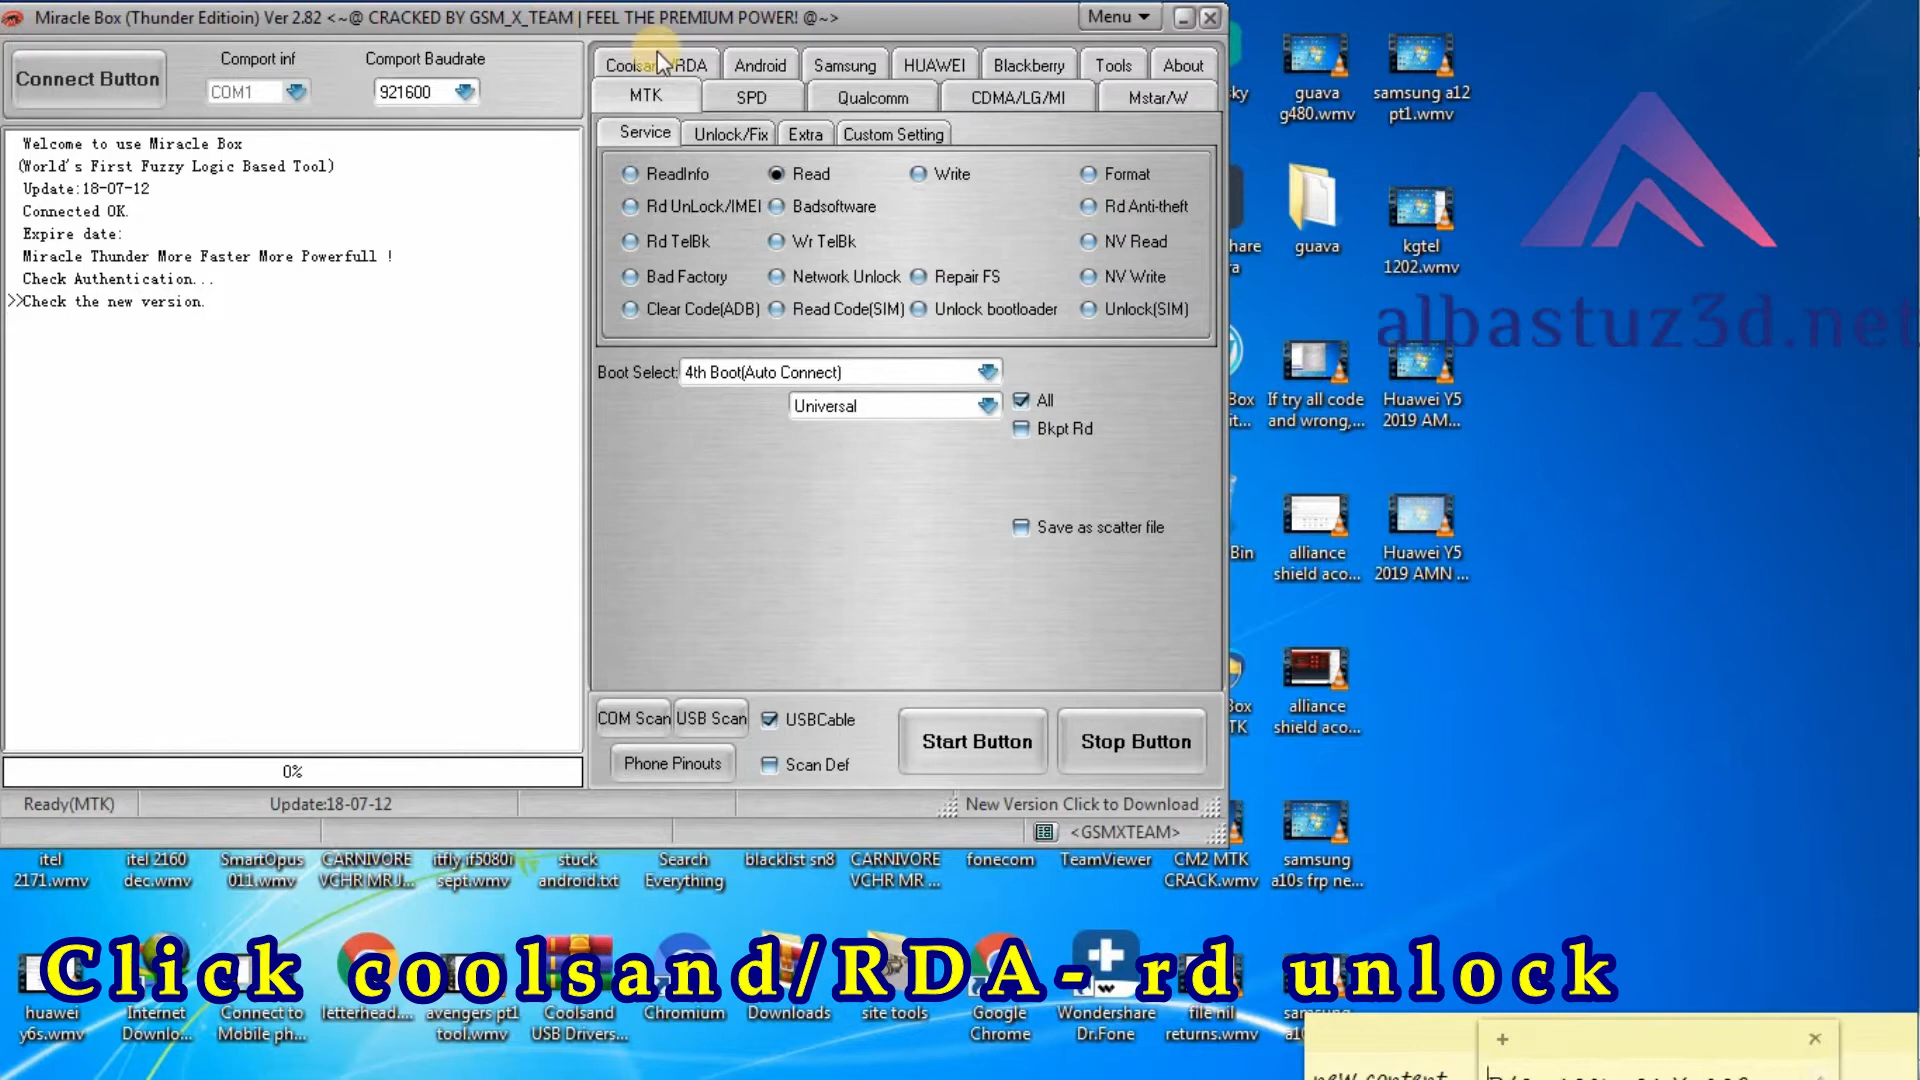 Miracle Box (Thunder Editioin) Ver 2.82 <~@ CRACKED BY GSM_X_TEAM | FEEL THE PREMIUM POWER! @~>
Menu
Connect Button
Comport inf
Comport Baudrate
COM1
921600
Welcome to use Miracle Box
(World's First Fuzzy Logic Based Tool)
Update:18-07-12
Connected OK.
Expire date:
Miracle Thunder More Faster More Powerfull !
Check Authentication...
>>Check the new version.
0%
RDA Android Samsung HUAWEI Blackberry Tools About
MTK SPD Qualcomm CDMA/LG/MI Mstar/W
Service Unlock/Fix Extra Custom Setting
ReadInfo Read Write Format
Rd UnLock/IMEI Badsoftware Rd Anti-theft
Rd TelBk Wr TelBk NV Read
Bad Factory Network Unlock Repair FS NV Write
Clear Code(ADB) Read Code(SIM) Unlock bootloader Unlock(SIM)
Boot Select: 4th Boot(Auto Connect)
Universal
All
Bkpt Rd
Save as scatter file
COM Scan USB Scan USBCable
Start Button
Stop Button
Phone Pinouts Scan Def
Ready(MTK) Update:18-07-12 New Version Click to Download
<GSMXTEAM>
guava
g480.wmv
samsung a12
pt1.wmv
guava
kgtel
1202.wmv
albastuz3d.net
If try all code
and wrong,...
Huawei Y5
2019 AM...
alliance
shield aco...
Huawei Y5
2019 AMN ...
alliance
shield aco...
samsung
a10s frp ne...
itel
2171.wmv
itel 2160
dec.wmv
SmartOpus
011.wmv
CARNIVORE
VCHR MR J...
itfly if5080i
sept.wmv
stuck
android.txt
Search
Everything
blacklist sn8
CARNIVORE
VCHR MR ...
fonecom
TeamViewer
CM2 MTK
CRACK.wmv
Click coolsand/RDA- rd unlock
huawei
y6s.wmv
Internet
Downlo...
Connect to
Mobile ph...
letterhead....
avengers pt1
tool.wmv
Coolsand
USB Drivers...
Chromium
Downloads
site tools
Google
Chrome
Wondershare
Dr.Fone
file nil
returns.wmv
new content